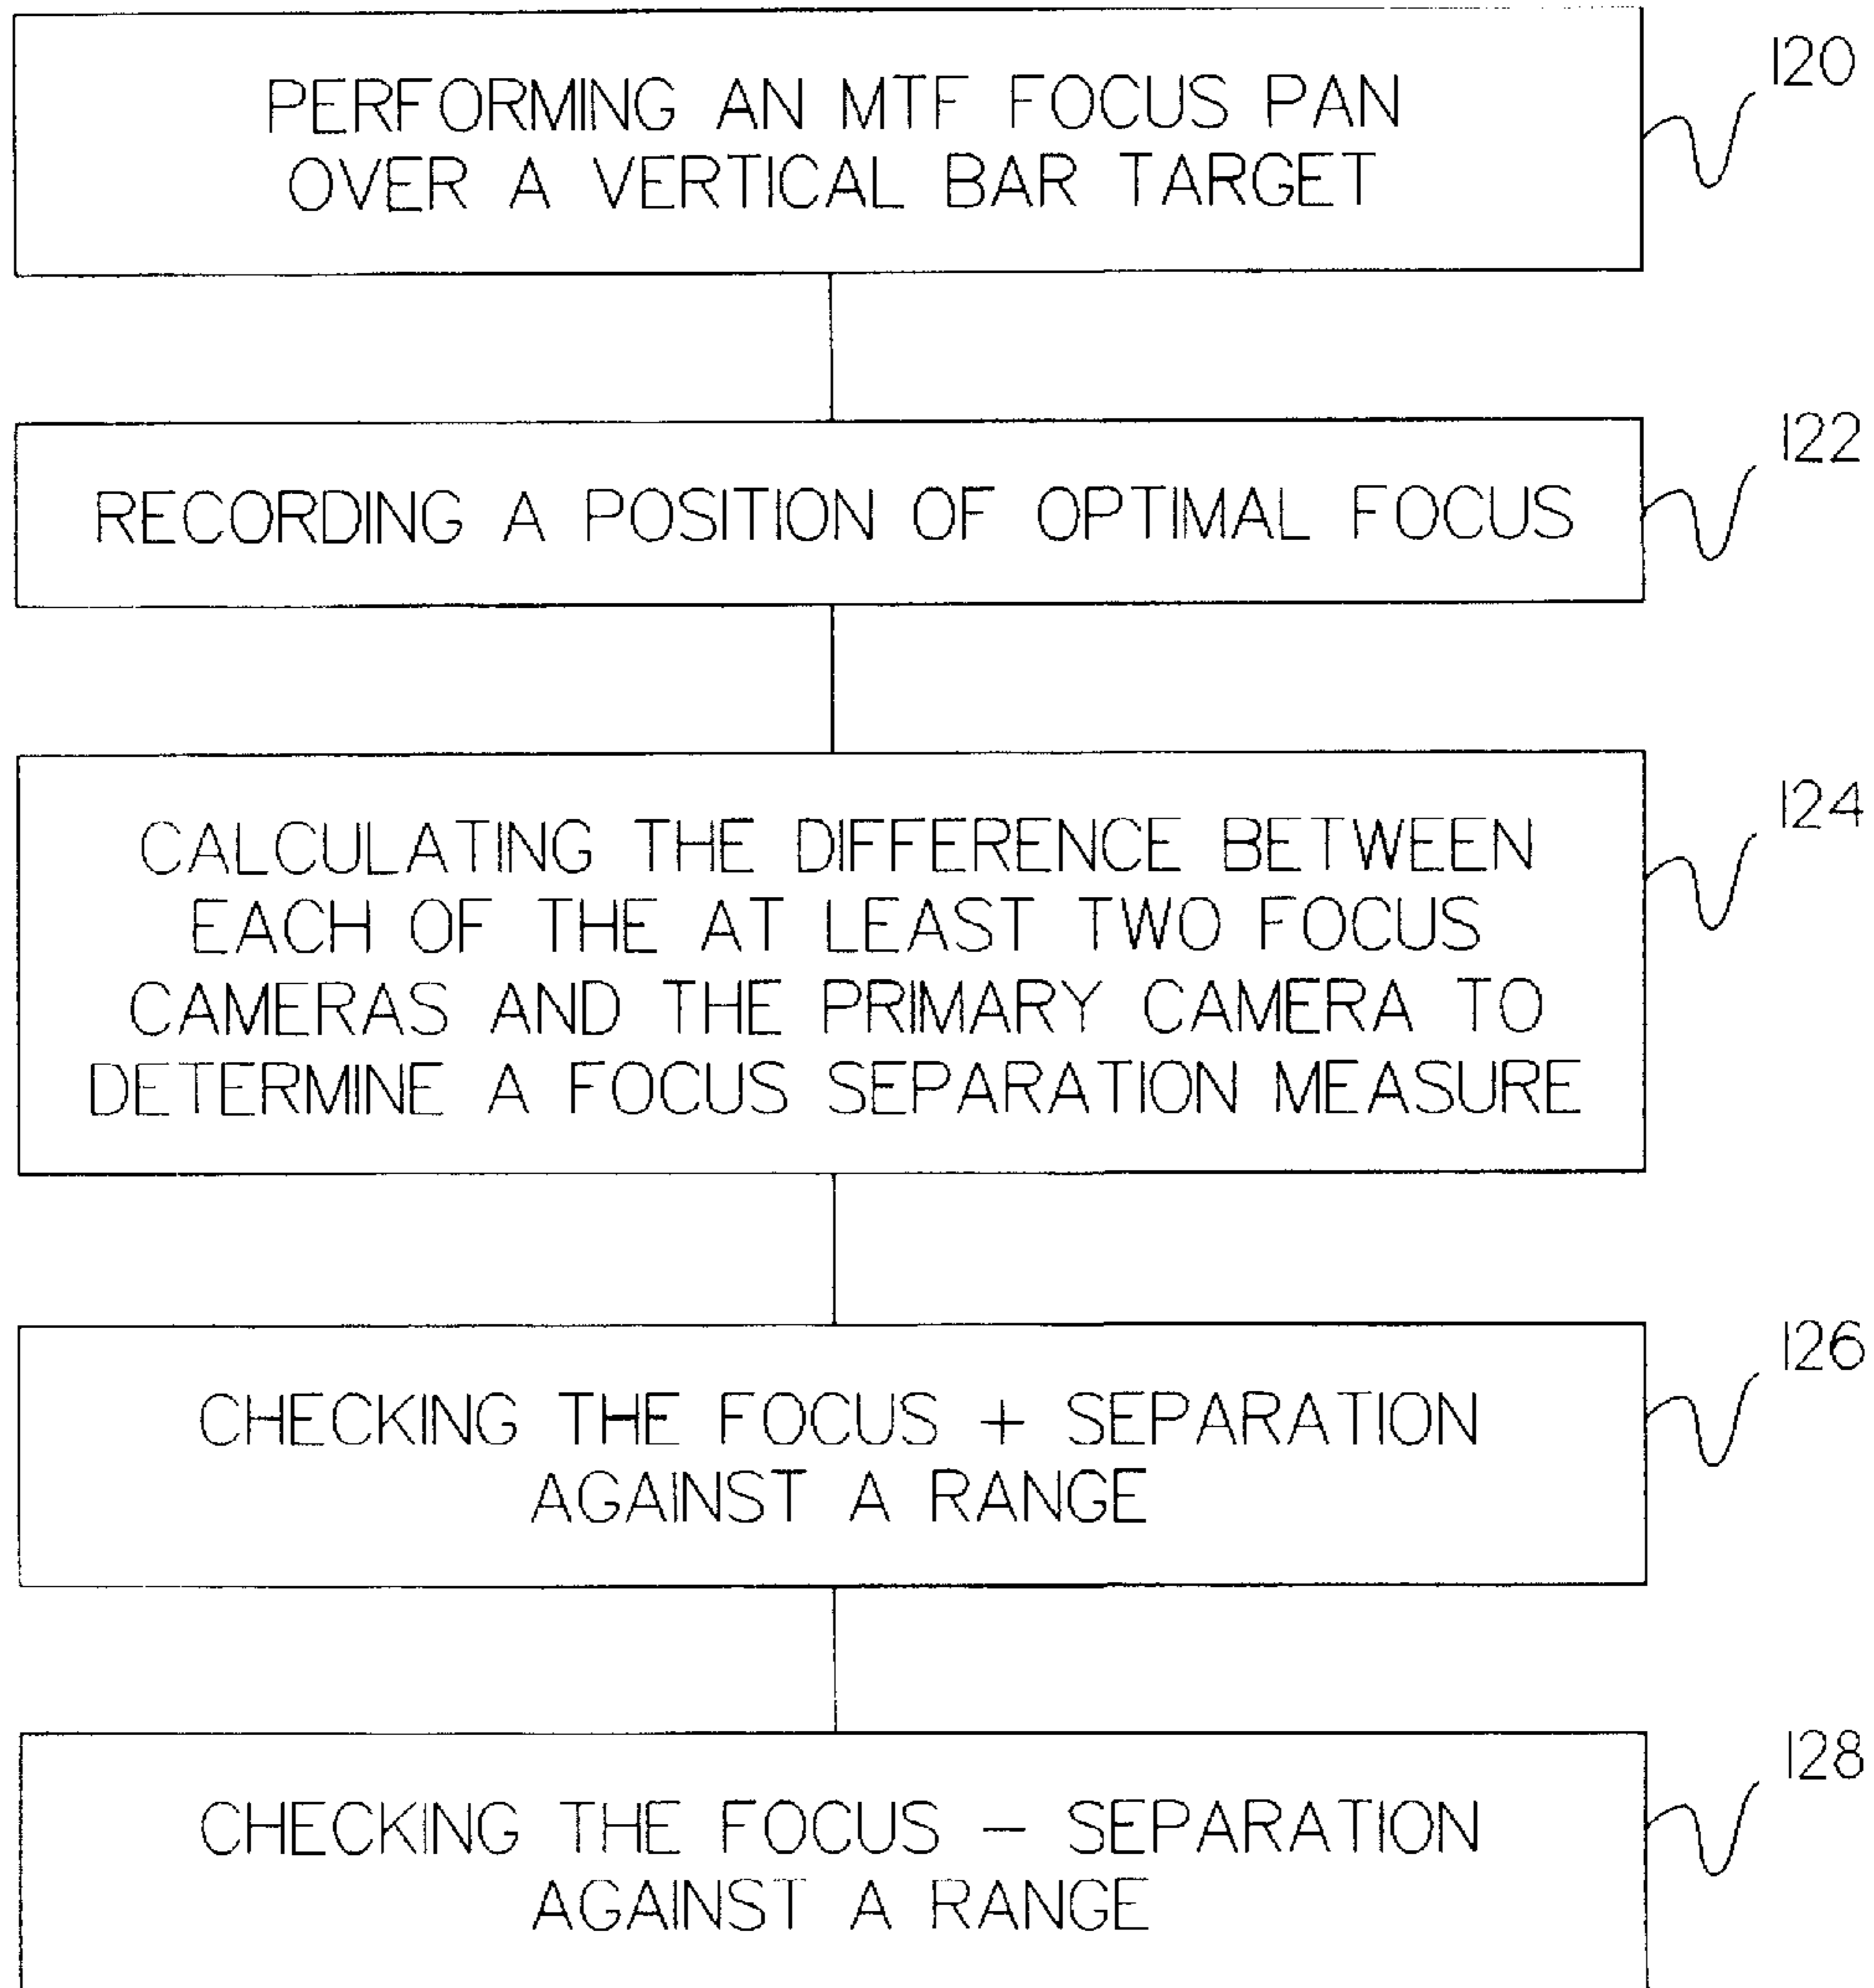 PERFORMING AN MTF FOCUS PAN
OVER A VERTICAL BAR TARGET
120
RECORDING A POSITION OF OPTIMAL FOCUS
122
CALCULATING THE DIFFERENCE BETWEEN
EACH OF THE AT LEAST TWO FOCUS
CAMERAS AND THE PRIMARY CAMERA TO
DETERMINE A FOCUS SEPARATION MEASURE
124
CHECKING THE FOCUS + SEPARATION
AGAINST A RANGE
126
CHECKING THE FOCUS – SEPARATION
AGAINST A RANGE
128